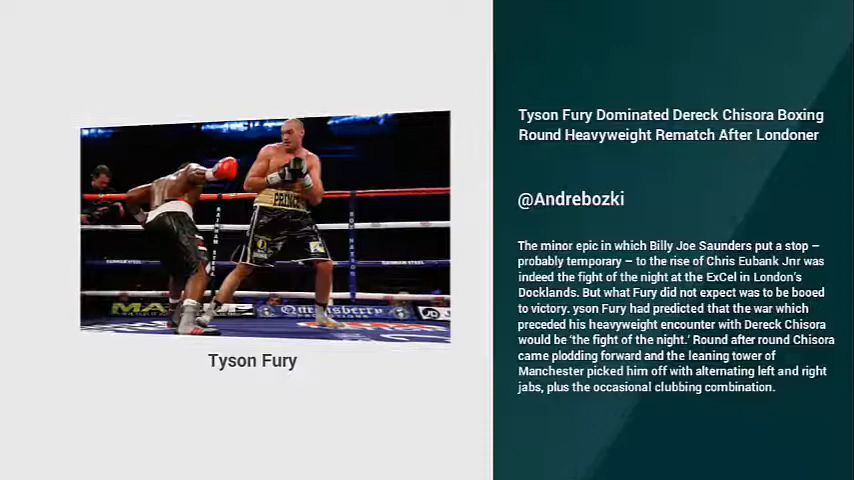 Tyson Fury Dominated Dereck Chisora Boxing
Round Heavyweight Rematch After Londoner
@Andrebozki
The minor epic in which Billy Joe Saunders put a stop –
probably temporary – to the rise of Chris Eubank Jnr was
indeed the fight of the night at the ExCel in London's
Docklands. But what Fury did not expect was to be booed
to victory. yson Fury had predicted that the war which
preceded his heavyweight encounter with Dereck Chisora
would be 'the fight of the night.' Round after round Chisora
came plodding forward and the leaning tower of
Manchester picked him off with alternating left and right
jabs, plus the occasional clubbing combination.
Queensberry
Tyson Fury